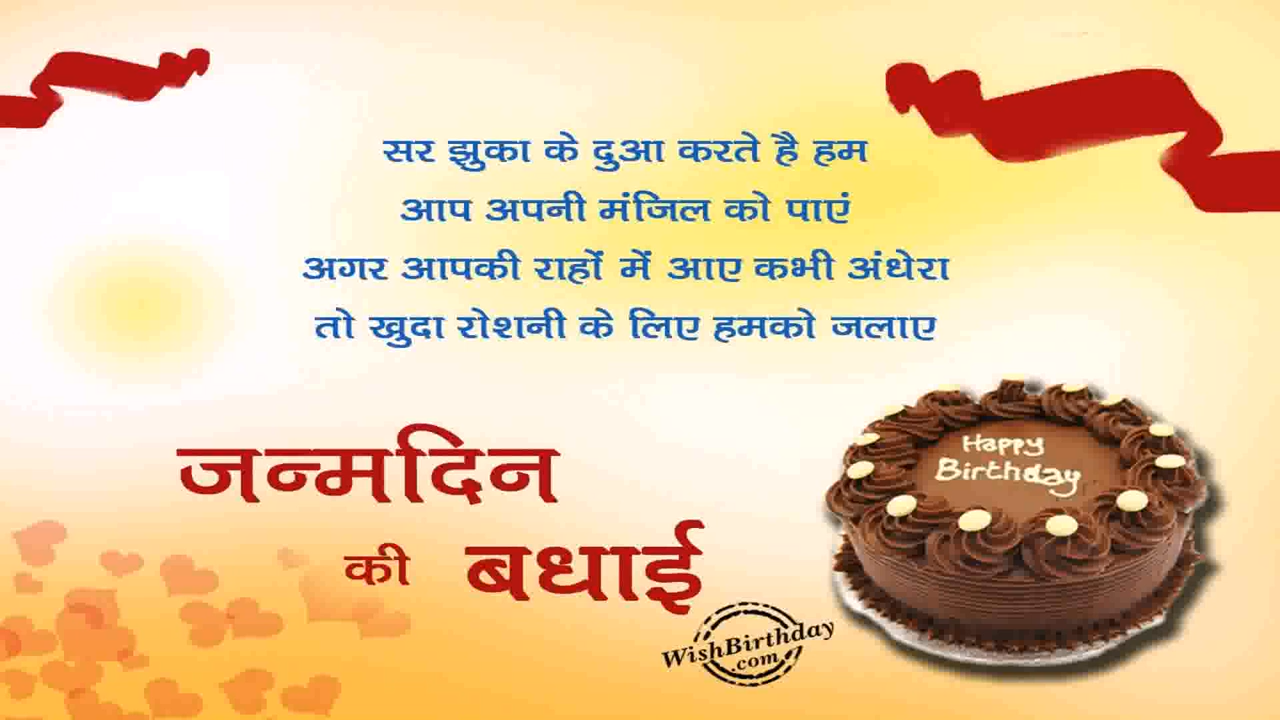 सर झुका के दुआ करते है हम
आप अपनी मंजिल को पाएं
अगर आपकी राहों में आए कभी अंधेरा
तो खुदा रोशनी के लिए हमको जलाए
जन्मदिन
की बधाई
Happy
Birthday
WishBirthday
.com